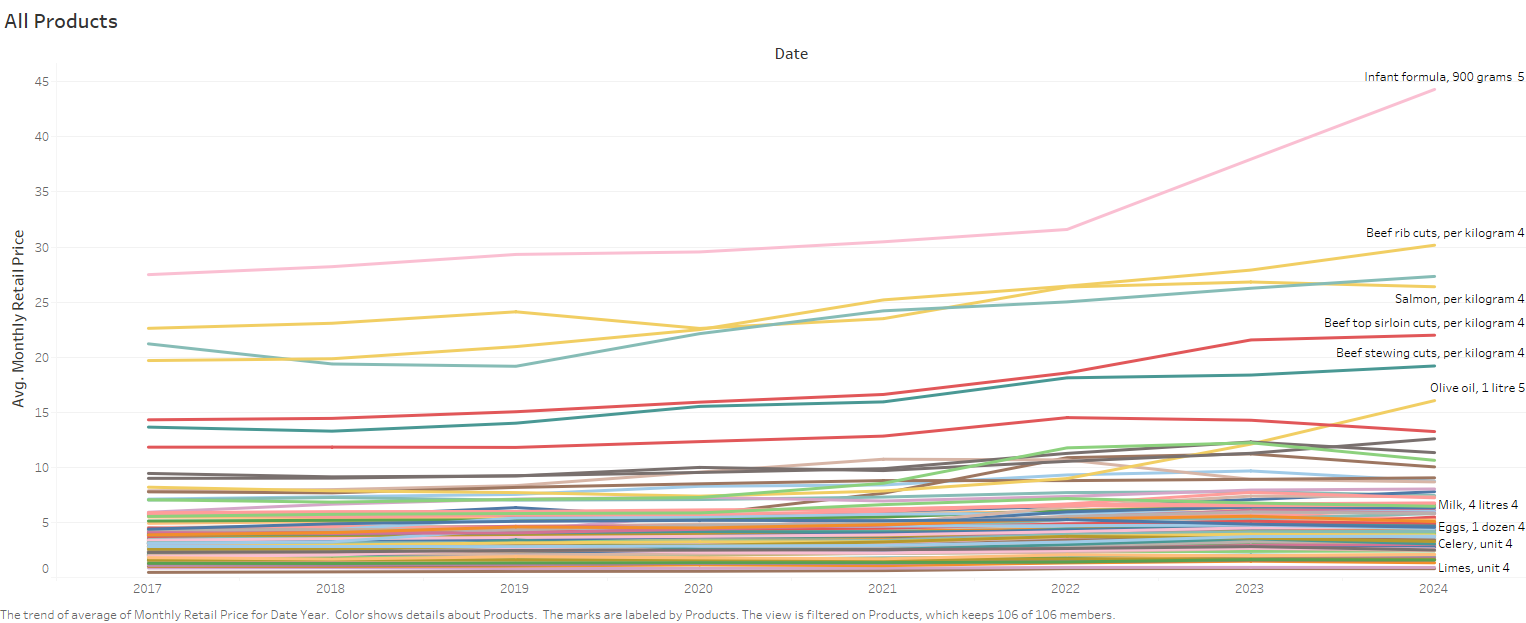 All Products
Date
Avg. Monthly Retail Price
45
40
35
30
25
20
15
10
5
0
Infant formula, 900 grams 5
Beef rib cuts, per kilogram 4
Salmon, per kilogram 4
Beef top sirloin cuts, per kilogram 4
Beef stewing cuts, per kilogram 4
Olive oil, 1 litre 5
Milk, 4 litres 4
Eggs, 1 dozen 4
Celery, unit 4
Limes, unit 4
2017 2018 2019 2020 2021 2022 2023 2024
The trend of average of Monthly Retail Price for Date Year. Color shows details about Products. The marks are labeled by Products. The view is filtered on Products, which keeps 106 of 106 members.